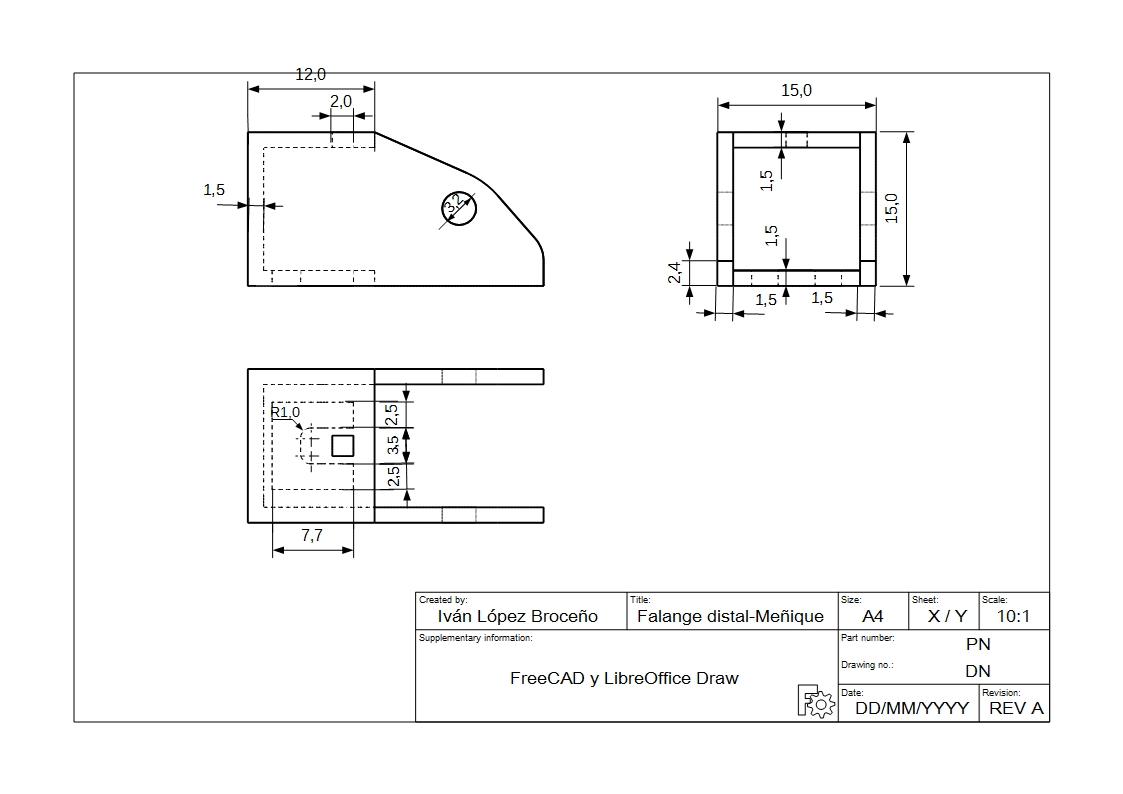 12,0
2,0
1,5
3,2
15,0
1,5
15,0
1,5
2,4
1,5
1,5
R1,0
2,5
3,5
2,5
7,7
Created by:
Iván López Broceño
Title:
Falange distal-Meñique
Size:
A4
Sheet:
X / Y
Scale:
10:1
Supplementary information:
FreeCAD y LibreOffice Draw
Part number:
PN
Drawing no.:
DN
Date:
DD/MM/YYYY
Revision:
REV A